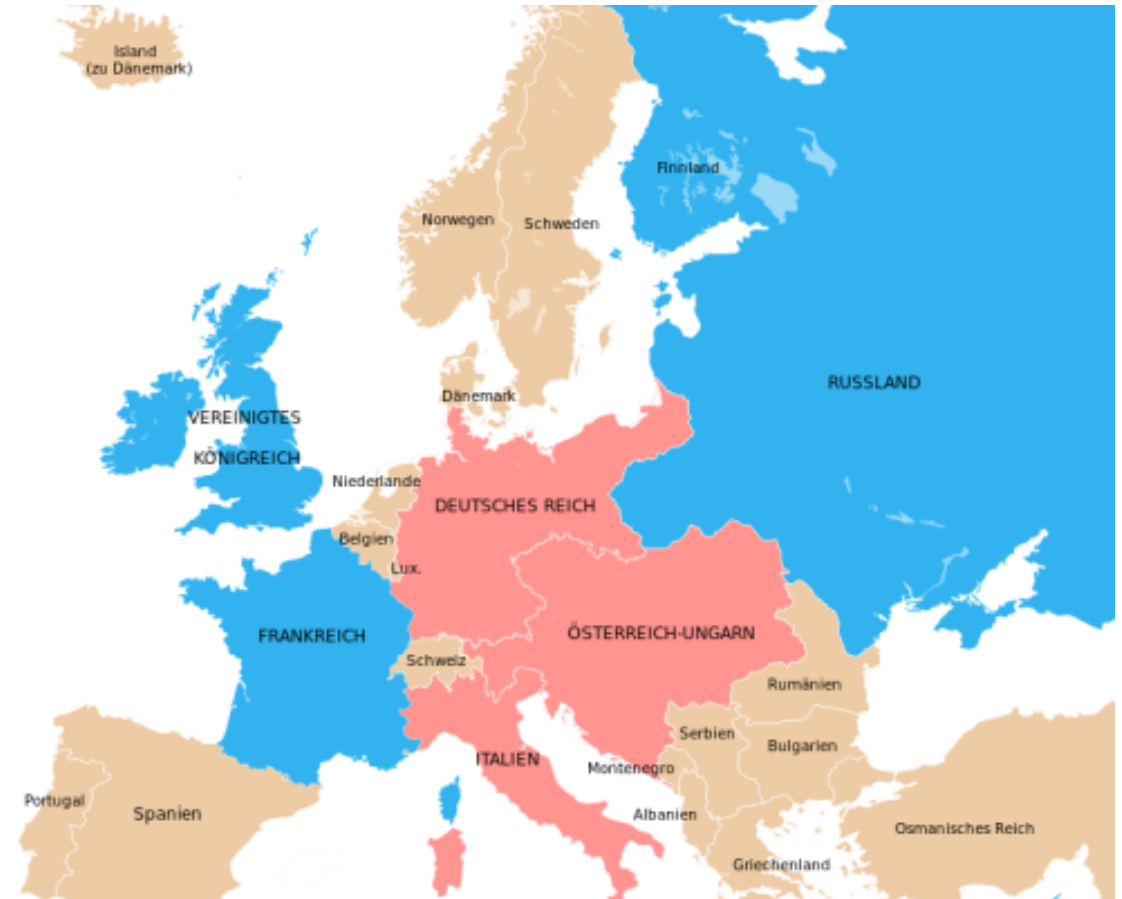 Island
(zu Dänemark)
Finnland
Norwegen
Schweden
RUSSLAND
Dänemark
VEREINIGTES
KÖNIGREICH
Niederlande
DEUTSCHES REICH
Belgien
Lux.
FRANKREICH
ÖSTERREICH-UNGARN
Schweiz
Rumänien
Serbien
Bulgarien
ITALIEN
Montenegro
Portugal
Spanien
Albanien
Osmanisches Reich
Griechenland